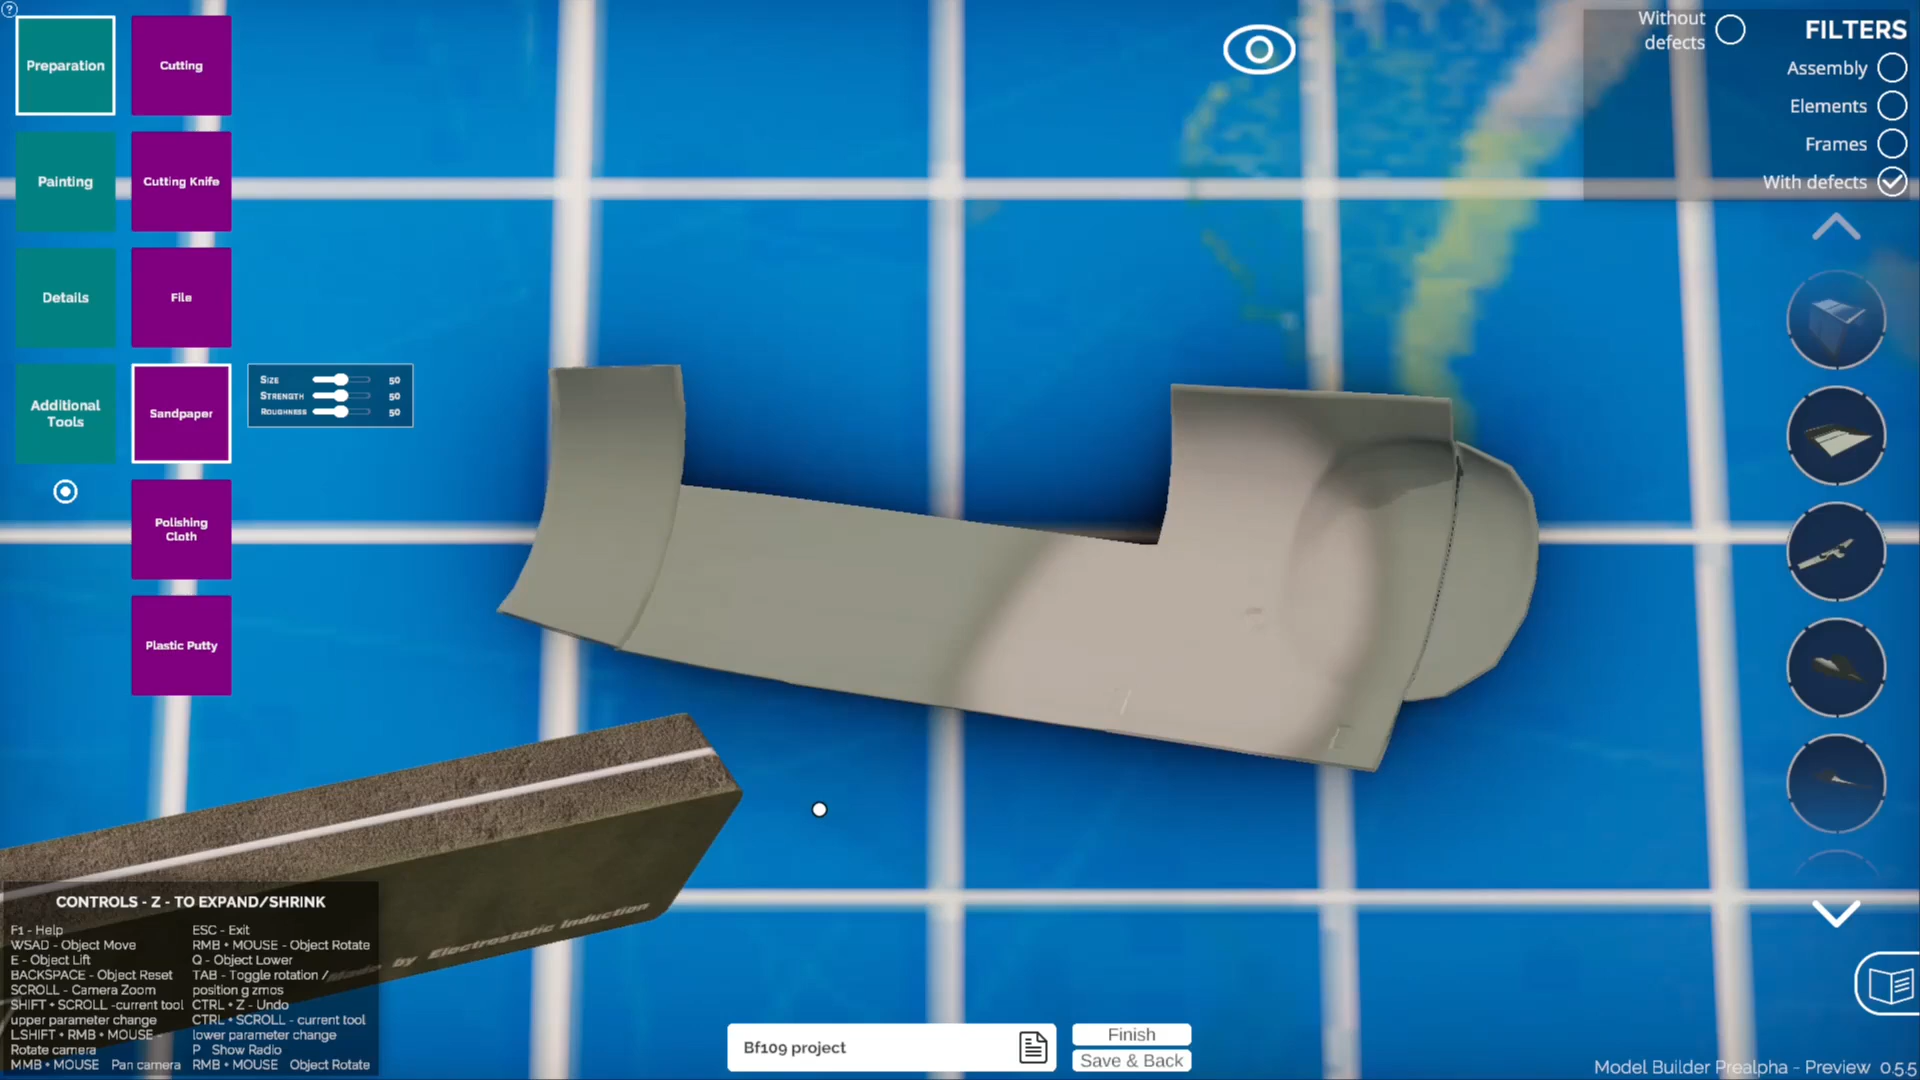 ?
Preparation
Cutting
Painting
Cutting Knife
Details
File
Additional
Tools
Sandpaper
Size 50
Strength 50
Roughness 50
Polishing
Cloth
Plastic Putty
Without
defects
FILTERS
Assembly
Elements
Frames
With defects
by Electrostatic Induction
CONTROLS - Z - TO EXPAND/SHRINK
F1 - Help
WSAD - Object Move
E - Object Lift
BACKSPACE - Object Reset
SCROLL - Camera Zoom
SHIFT + SCROLL -current tool
upper parameter change
LSHIFT + RMB + MOUSE -
Rotate camera
MMB + MOUSE Pan camera
ESC - Exit
RMB + MOUSE - Object Rotate
Q - Object Lower
TAB - Toggle rotation /
position g zmos
CTRL + Z - Undo
CTRL + SCROLL - current tool
lower parameter change
P Show Radio
RMB + MOUSE Object Rotate
Bf109 project
Finish
Save & Back
Model Builder Prealpha - Preview 0.5.5